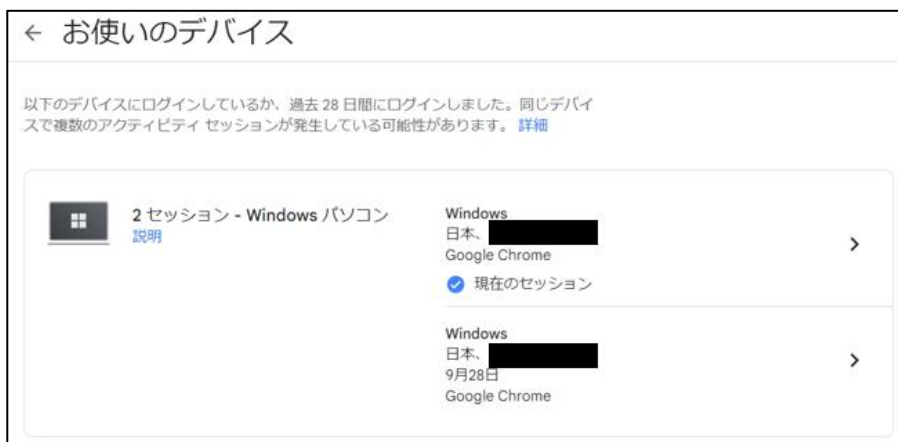 ← お使いのデバイス
以下のデバイスにログインしているか、過去 28 日間にログインしました。同じデバイ
スで複数のアクティビティ セッションが発生している可能性があります。 詳細
2 セッション - Windows パソコン
説明
Windows
日本、
Google Chrome
現在のセッション
Windows
日本、
9月28日
Google Chrome